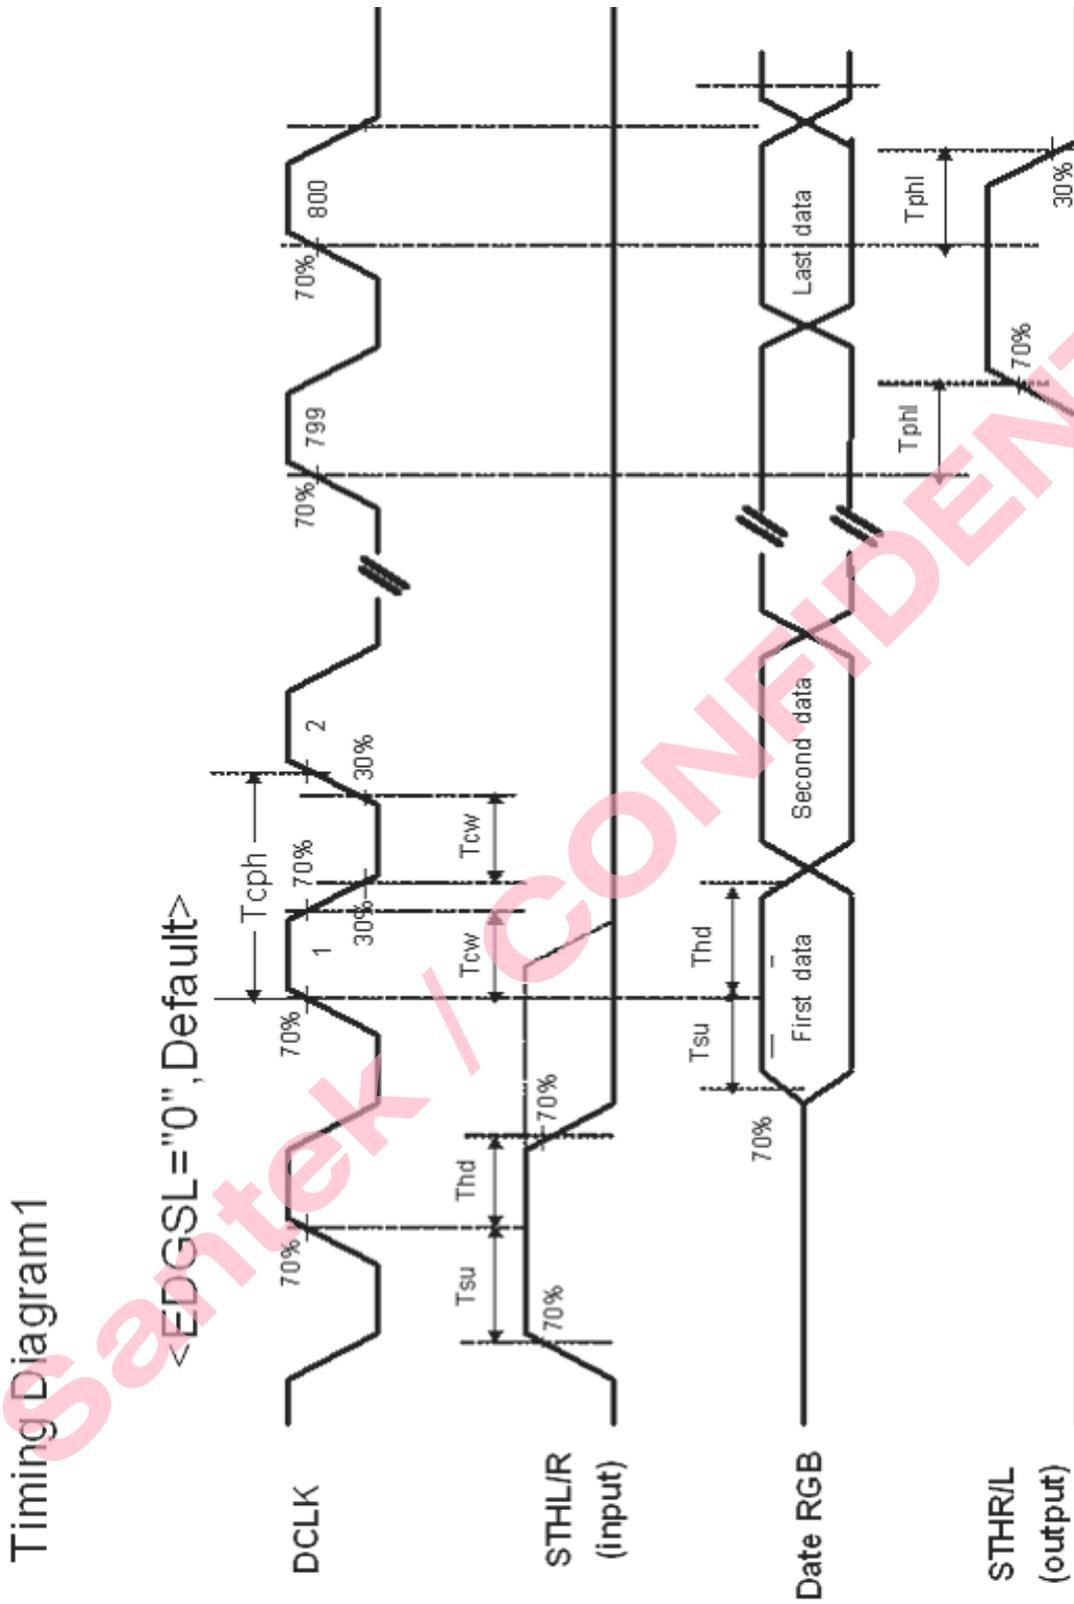 Timing Diagram1
<EDGSL="0",Default>
DCLK
70%
70%
1
Tcph
70%
30%
30%
2
70%
799
70%
800
STHL/R
(input)
Tsu
Thd
70%
70%
Tcw
Tcw
Date RGB
70%
Tsu
Thd
First data
Second data
Last data
STHR/L
(output)
Tphl
70%
Tphl
30%
Santek / CONFIDENT